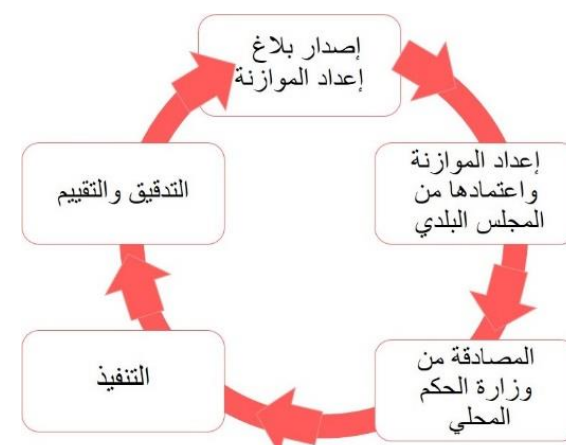 إصدار بلاغ
إعداد الموازنة
إعداد الموازنة
واعتمادها من
المجلس البلدي
المصادقة من
وزارة الحكم
المحلي
التنفيذ
التدقيق والتقييم